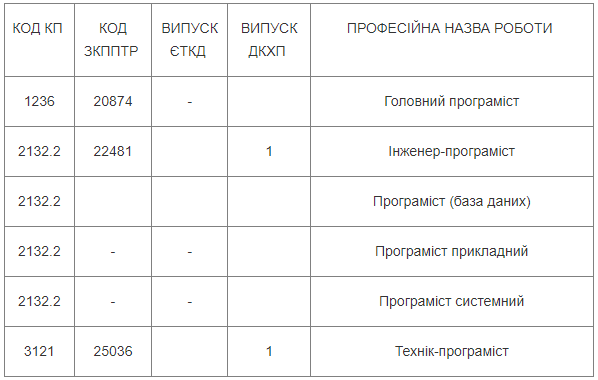 КОД КП КОД ВИПУСК ВИПУСК ПРОФЕСІЙНА НАЗВА РОБОТИ
ЗКППТР ЄТКД ДКХП
1236 20874 - Головний програміст
2132.2 22481 1 Інженер-програміст
2132.2 Програміст (база даних)
2132.2 - - Програміст прикладний
2132.2 - - Програміст системний
3121 25036 1 Технік-програміст